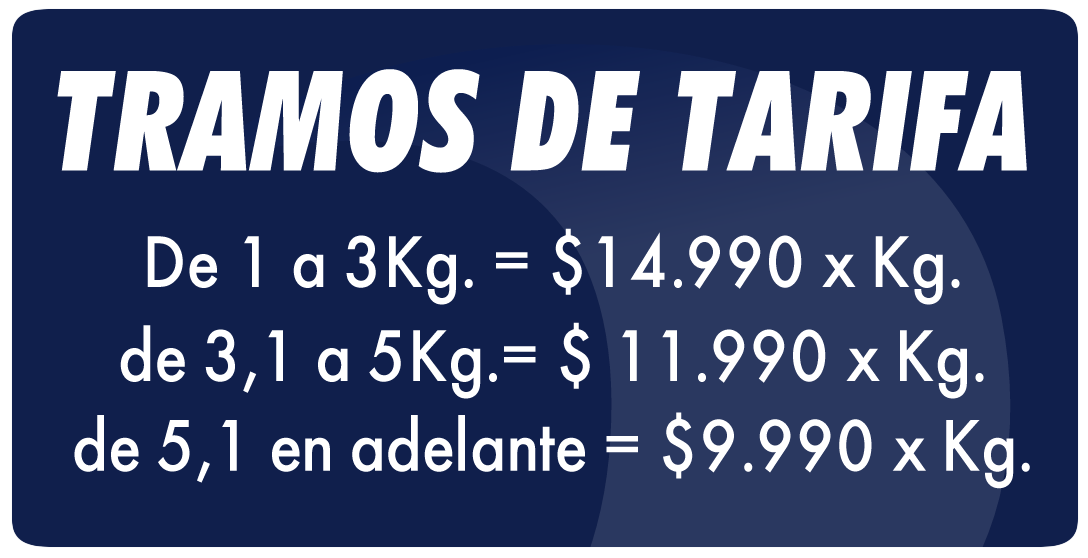 TRAMOS DE TARIFA
De 1 a 3Kg. = $14.990 x Kg.
de 3,1 a 5Kg.= $ 11.990 x Kg.
de 5,1 en adelante = $9.990 x Kg.